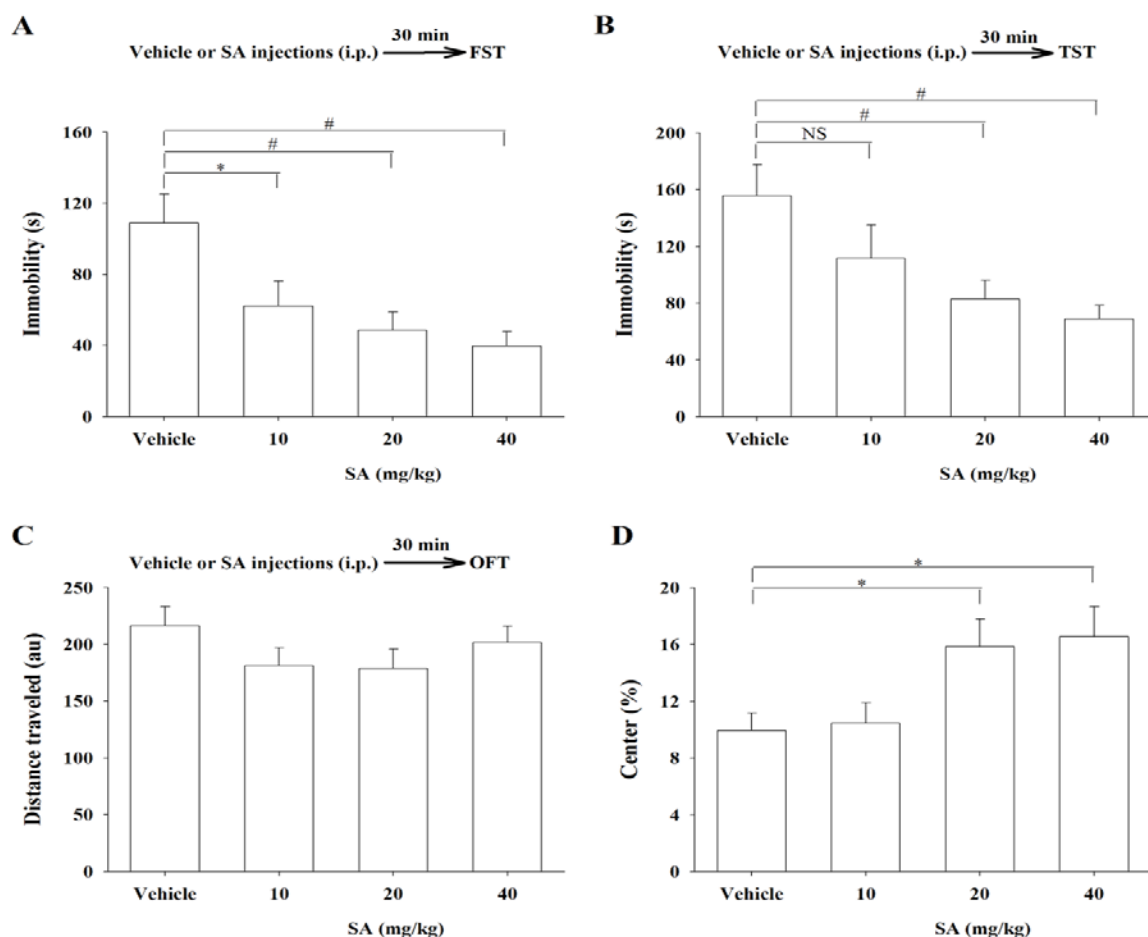 A
30 min
Vehicle or SA injections (i.p.) FST
#
#
*
160
120
80
40
0
Immobility (s)
Vehicle 10 20 40
SA (mg/kg)
B
30 min
Vehicle or SA injections (i.p.) TST
#
#
NS
200
160
120
80
40
0
Immobility (s)
Vehicle 10 20 40
SA (mg/kg)
C
30 min
Vehicle or SA injections (i.p.) OFT
250
200
150
100
50
0
Distance traveled (au)
Vehicle 10 20 40
SA (mg/kg)
D
*
*
20
16
12
8
4
0
Center (%)
Vehicle 10 20 40
SA (mg/kg)